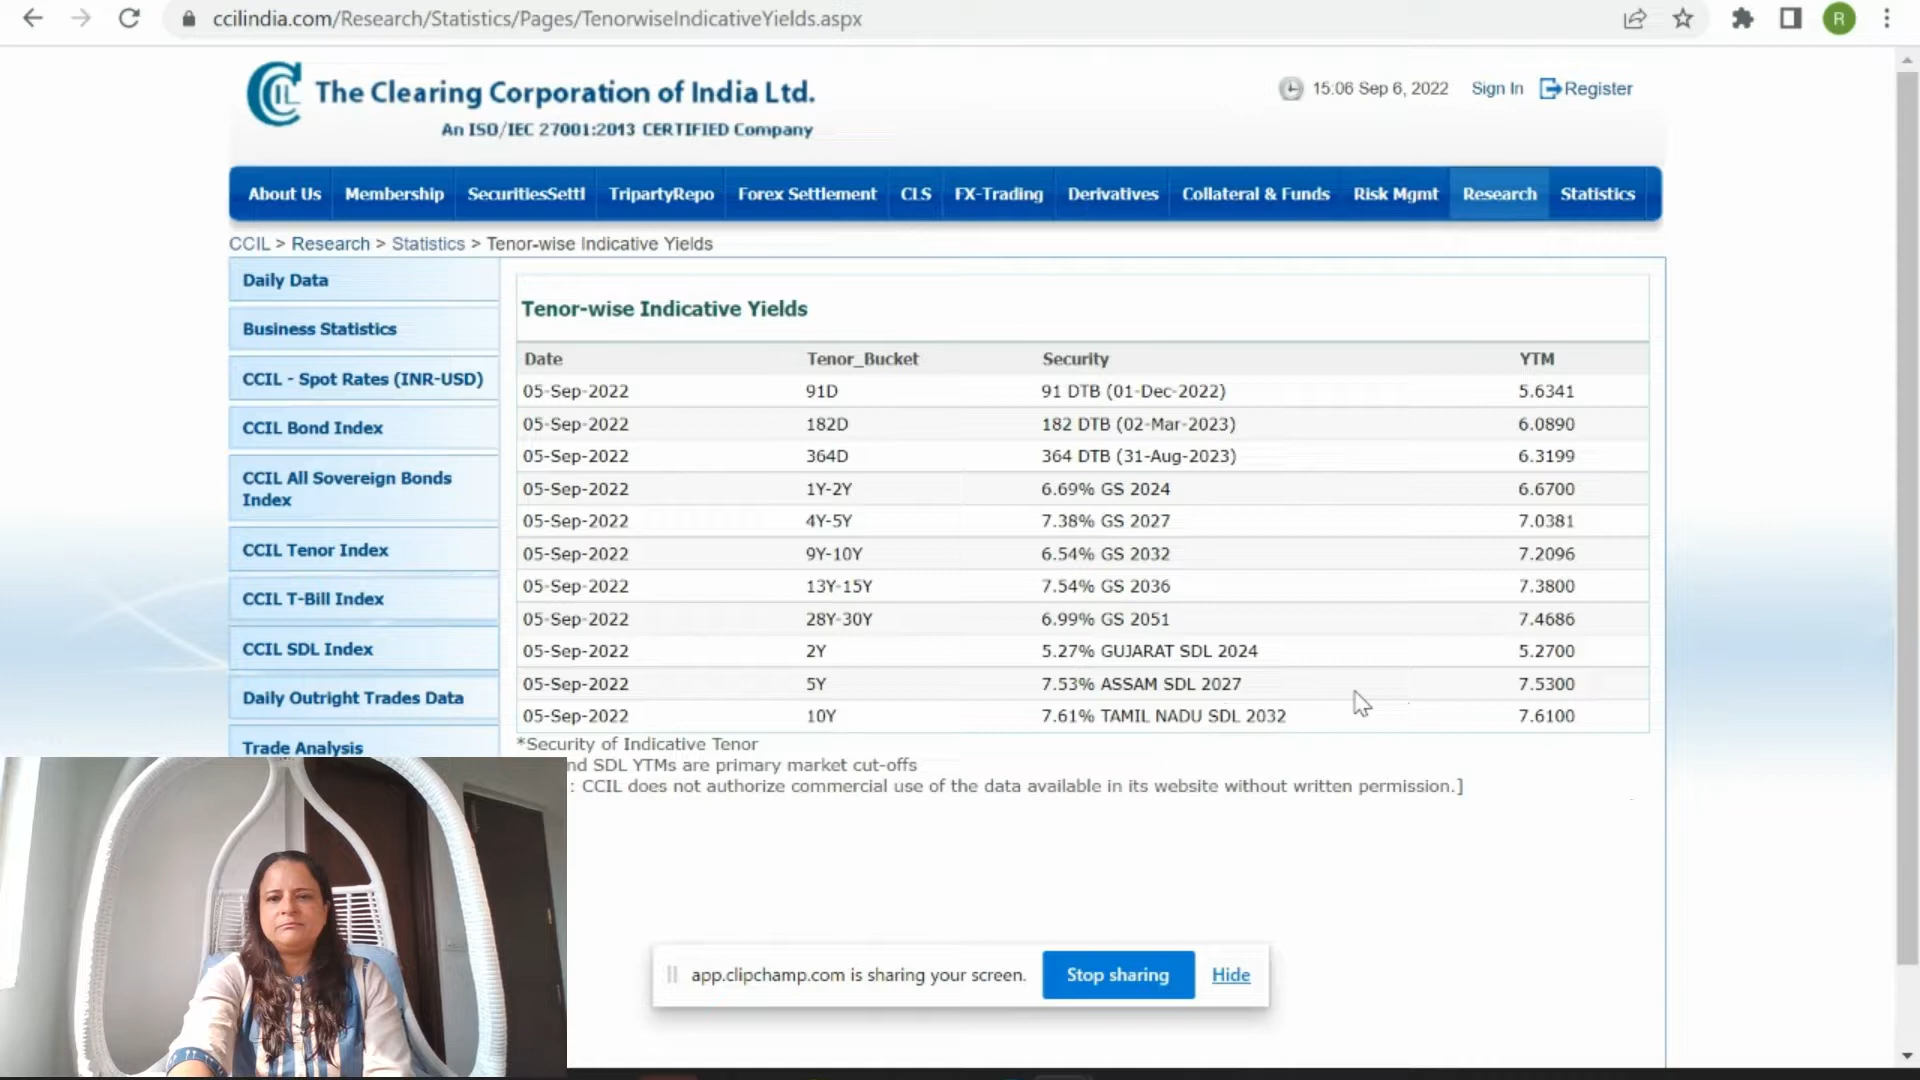 ccilindia.com/Research/Statistics/Pages/TenorwiseIndicativeYields.aspx
R
CCIL
The Clearing Corporation of India Ltd.
An ISO/IEC 27001:2013 CERTIFIED Company
15:06 Sep 6, 2022 Sign In Register
About Us Membership SecuritiesSettl TripartyRepo Forex Settlement CLS FX-Trading Derivatives Collateral & Funds Risk Mgmt Research Statistics
CCIL > Research > Statistics > Tenor-wise Indicative Yields
Daily Data
Business Statistics
CCIL - Spot Rates (INR-USD)
CCIL Bond Index
CCIL All Sovereign Bonds
Index
CCIL Tenor Index
CCIL T-Bill Index
CCIL SDL Index
Daily Outright Trades Data
Trade Analysis
Tenor-wise Indicative Yields
Date Tenor_Bucket Security YTM
05-Sep-2022 91D 91 DTB (01-Dec-2022) 5.6341
05-Sep-2022 182D 182 DTB (02-Mar-2023) 6.0890
05-Sep-2022 364D 364 DTB (31-Aug-2023) 6.3199
05-Sep-2022 1Y-2Y 6.69% GS 2024 6.6700
05-Sep-2022 4Y-5Y 7.38% GS 2027 7.0381
05-Sep-2022 9Y-10Y 6.54% GS 2032 7.2096
05-Sep-2022 13Y-15Y 7.54% GS 2036 7.3800
05-Sep-2022 28Y-30Y 6.99% GS 2051 7.4686
05-Sep-2022 2Y 5.27% GUJARAT SDL 2024 5.2700
05-Sep-2022 5Y 7.53% ASSAM SDL 2027 7.5300
05-Sep-2022 10Y 7.61% TAMIL NADU SDL 2032 7.6100
*Security of Indicative Tenor
SDL YTMs are primary market cut-offs
: CCIL does not authorize commercial use of the data available in its website without written permission.]
app.clipchamp.com is sharing your screen. Stop sharing Hide